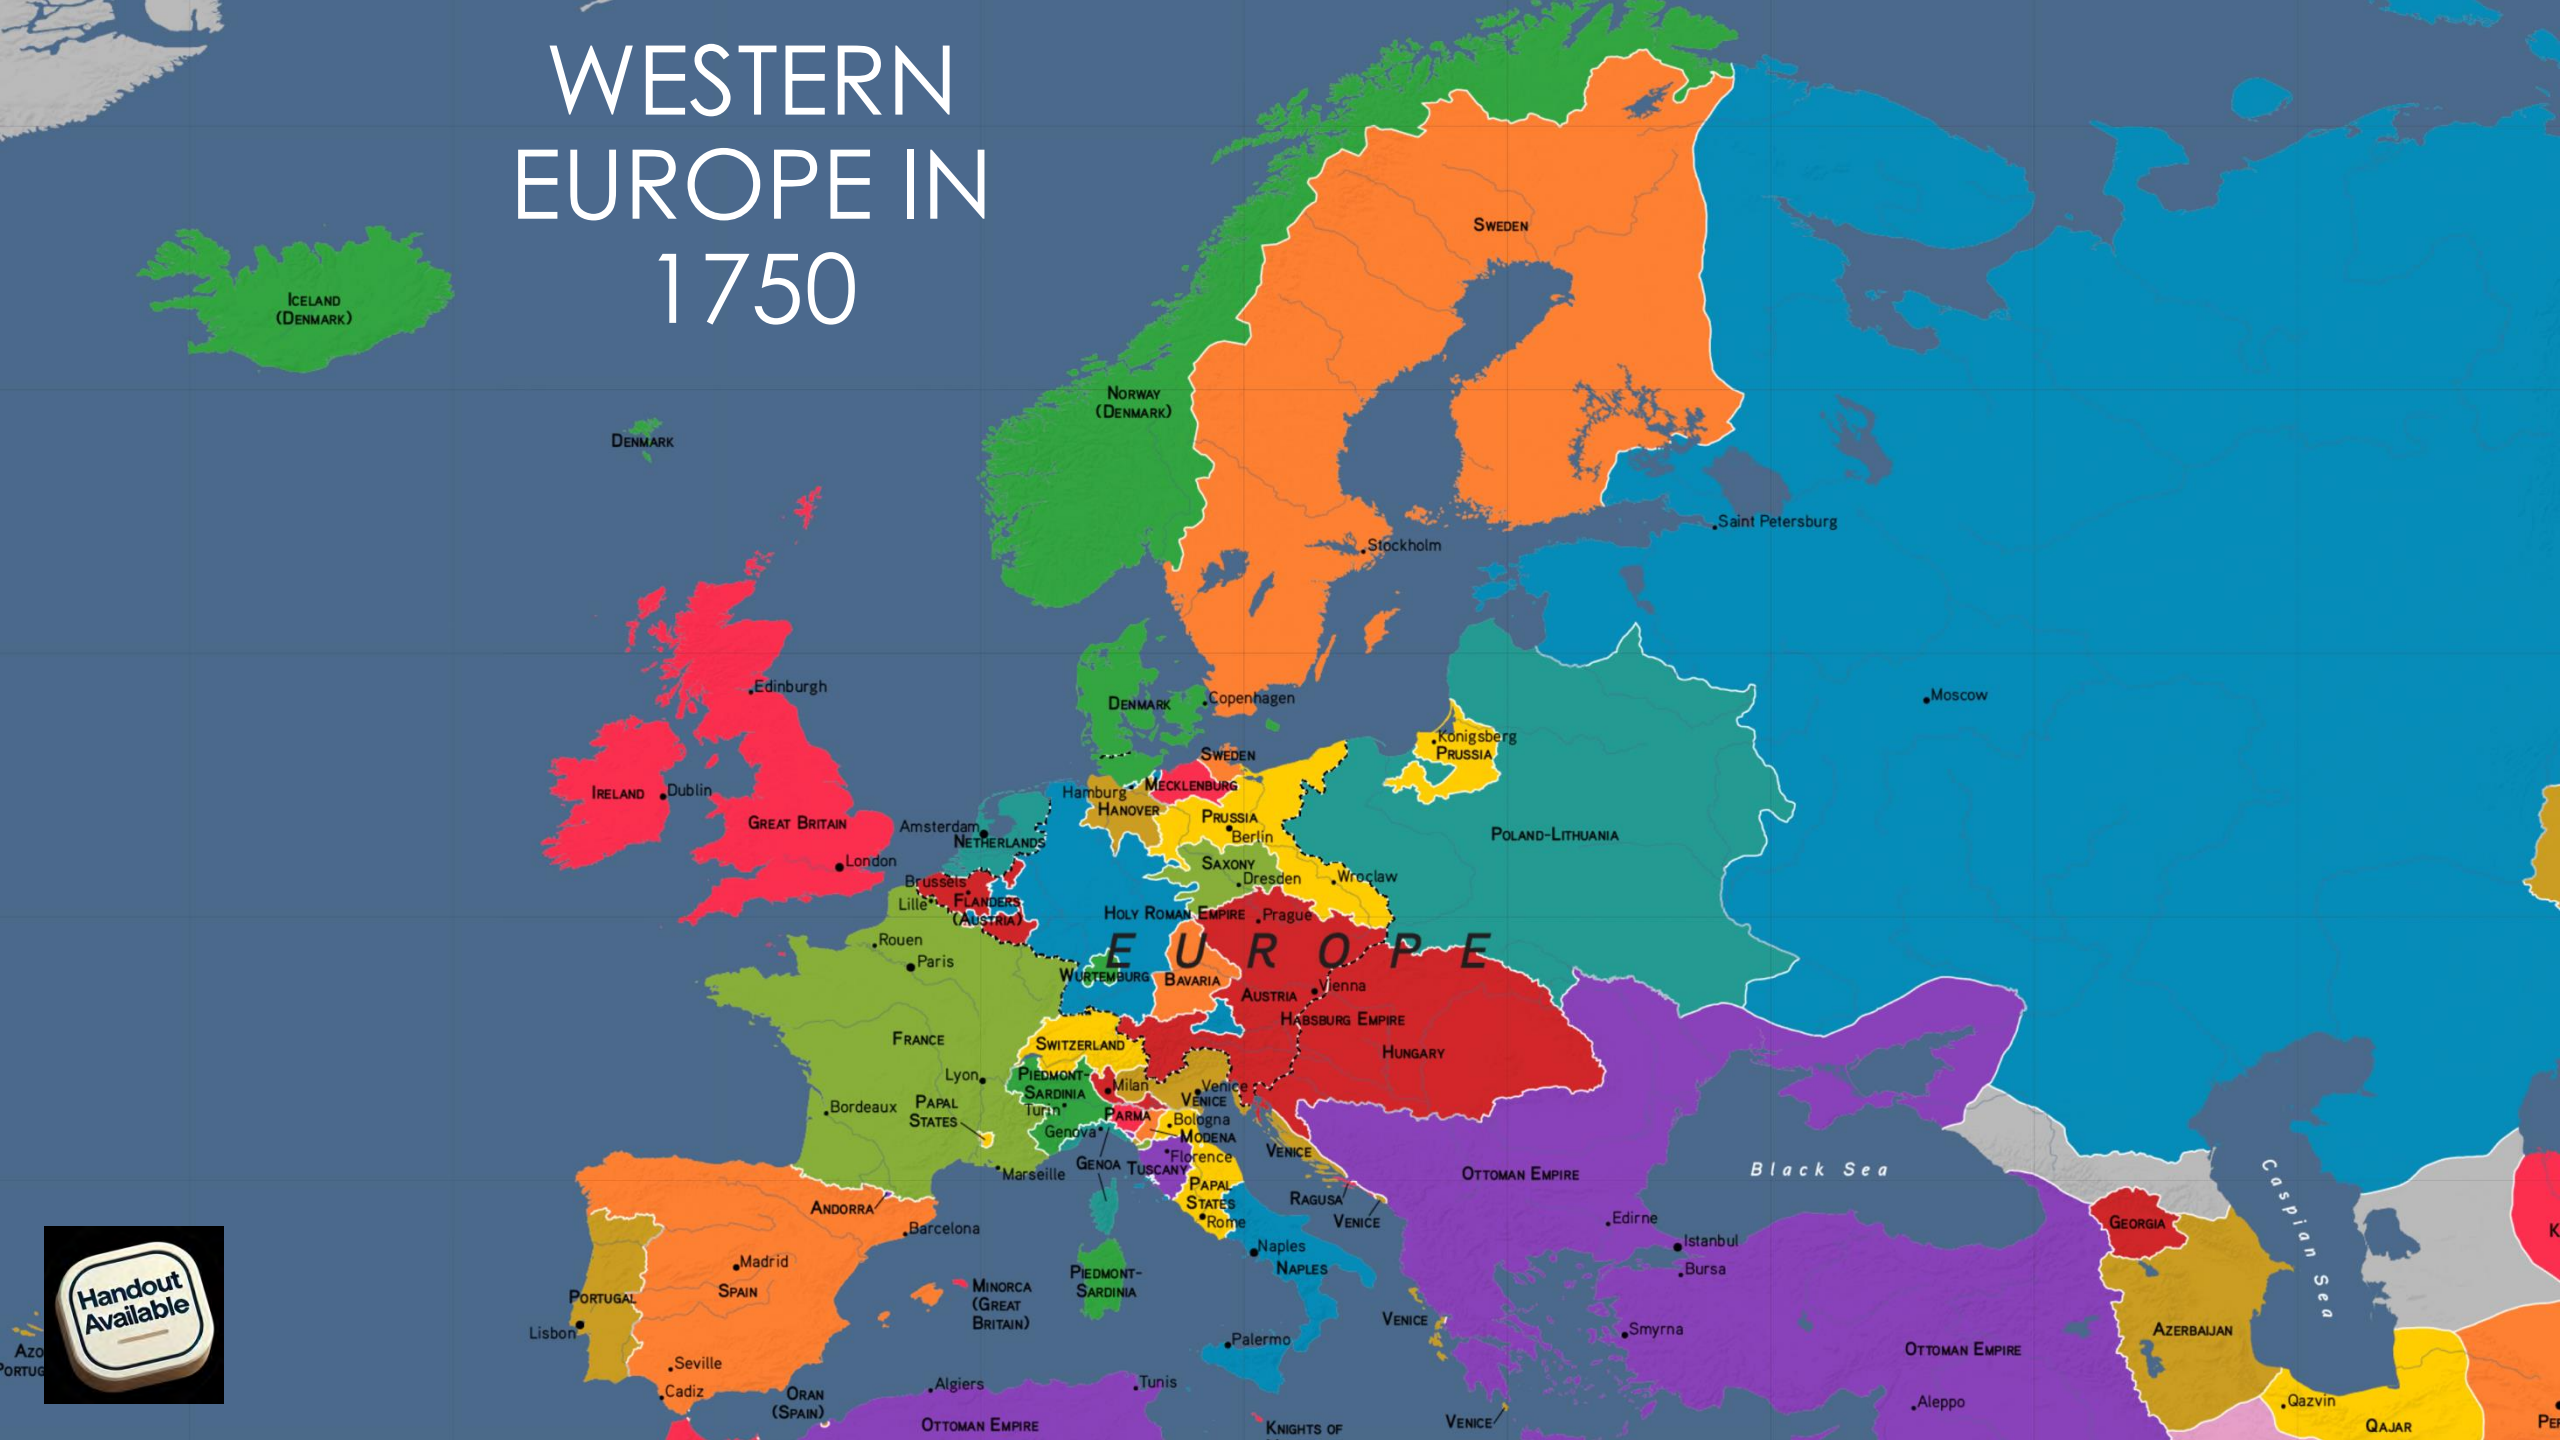 WESTERN
EUROPE IN
1750
ICELAND
(DENMARK)
SWEDEN
NORWAY
(DENMARK)
DENMARK
Saint Petersburg
Stockholm
Edinburgh
Moscow
DENMARK
Copenhagen
Königsberg
PRUSSIA
SWEDEN
MECKLENBURG
Hamburg
HANOVER
IRELAND
Dublin
GREAT BRITAIN
London
Amsterdam
NETHERLANDS
PRUSSIA
Berlin
POLAND-LITHUANIA
SAXONY
Dresden
Wroclaw
Brussels
Lille
FLANDERS
(AUSTRIA)
HOLY ROMAN EMPIRE
Prague
EUROPE
Rouen
Paris
WURTEMBURG
BAVARIA
AUSTRIA
Vienna
HABSBURG EMPIRE
HUNGARY
FRANCE
SWITZERLAND
Lyon
PIEDMONT-
SARDINIA
Turin
Milan
Venice
VENICE
Bordeaux
PAPAL
STATES
PARMA
Bologna
MODENA
Genova
GENOA
TUSCANY
Florence
VENICE
Marseille
PAPAL
STATES
Rome
RAGUSA
VENICE
OTTOMAN EMPIRE
Black Sea
Caspian Sea
ANDORRA
Barcelona
Madrid
SPAIN
PORTUGAL
Lisbon
Seville
Cadiz
MINORCA
(GREAT
BRITAIN)
PIEDMONT-
SARDINIA
Naples
NAPLES
Palermo
VENICE
Edirne
Istanbul
Bursa
Smyrna
GEORGIA
AZERBAIJAN
OTTOMAN EMPIRE
Aleppo
Qazvin
QAJAR
PER
K
ORAN
(SPAIN)
Algiers
Tunis
OTTOMAN EMPIRE
KNIGHTS OF
VENICE
AZO
PORTUG
Handout
Available